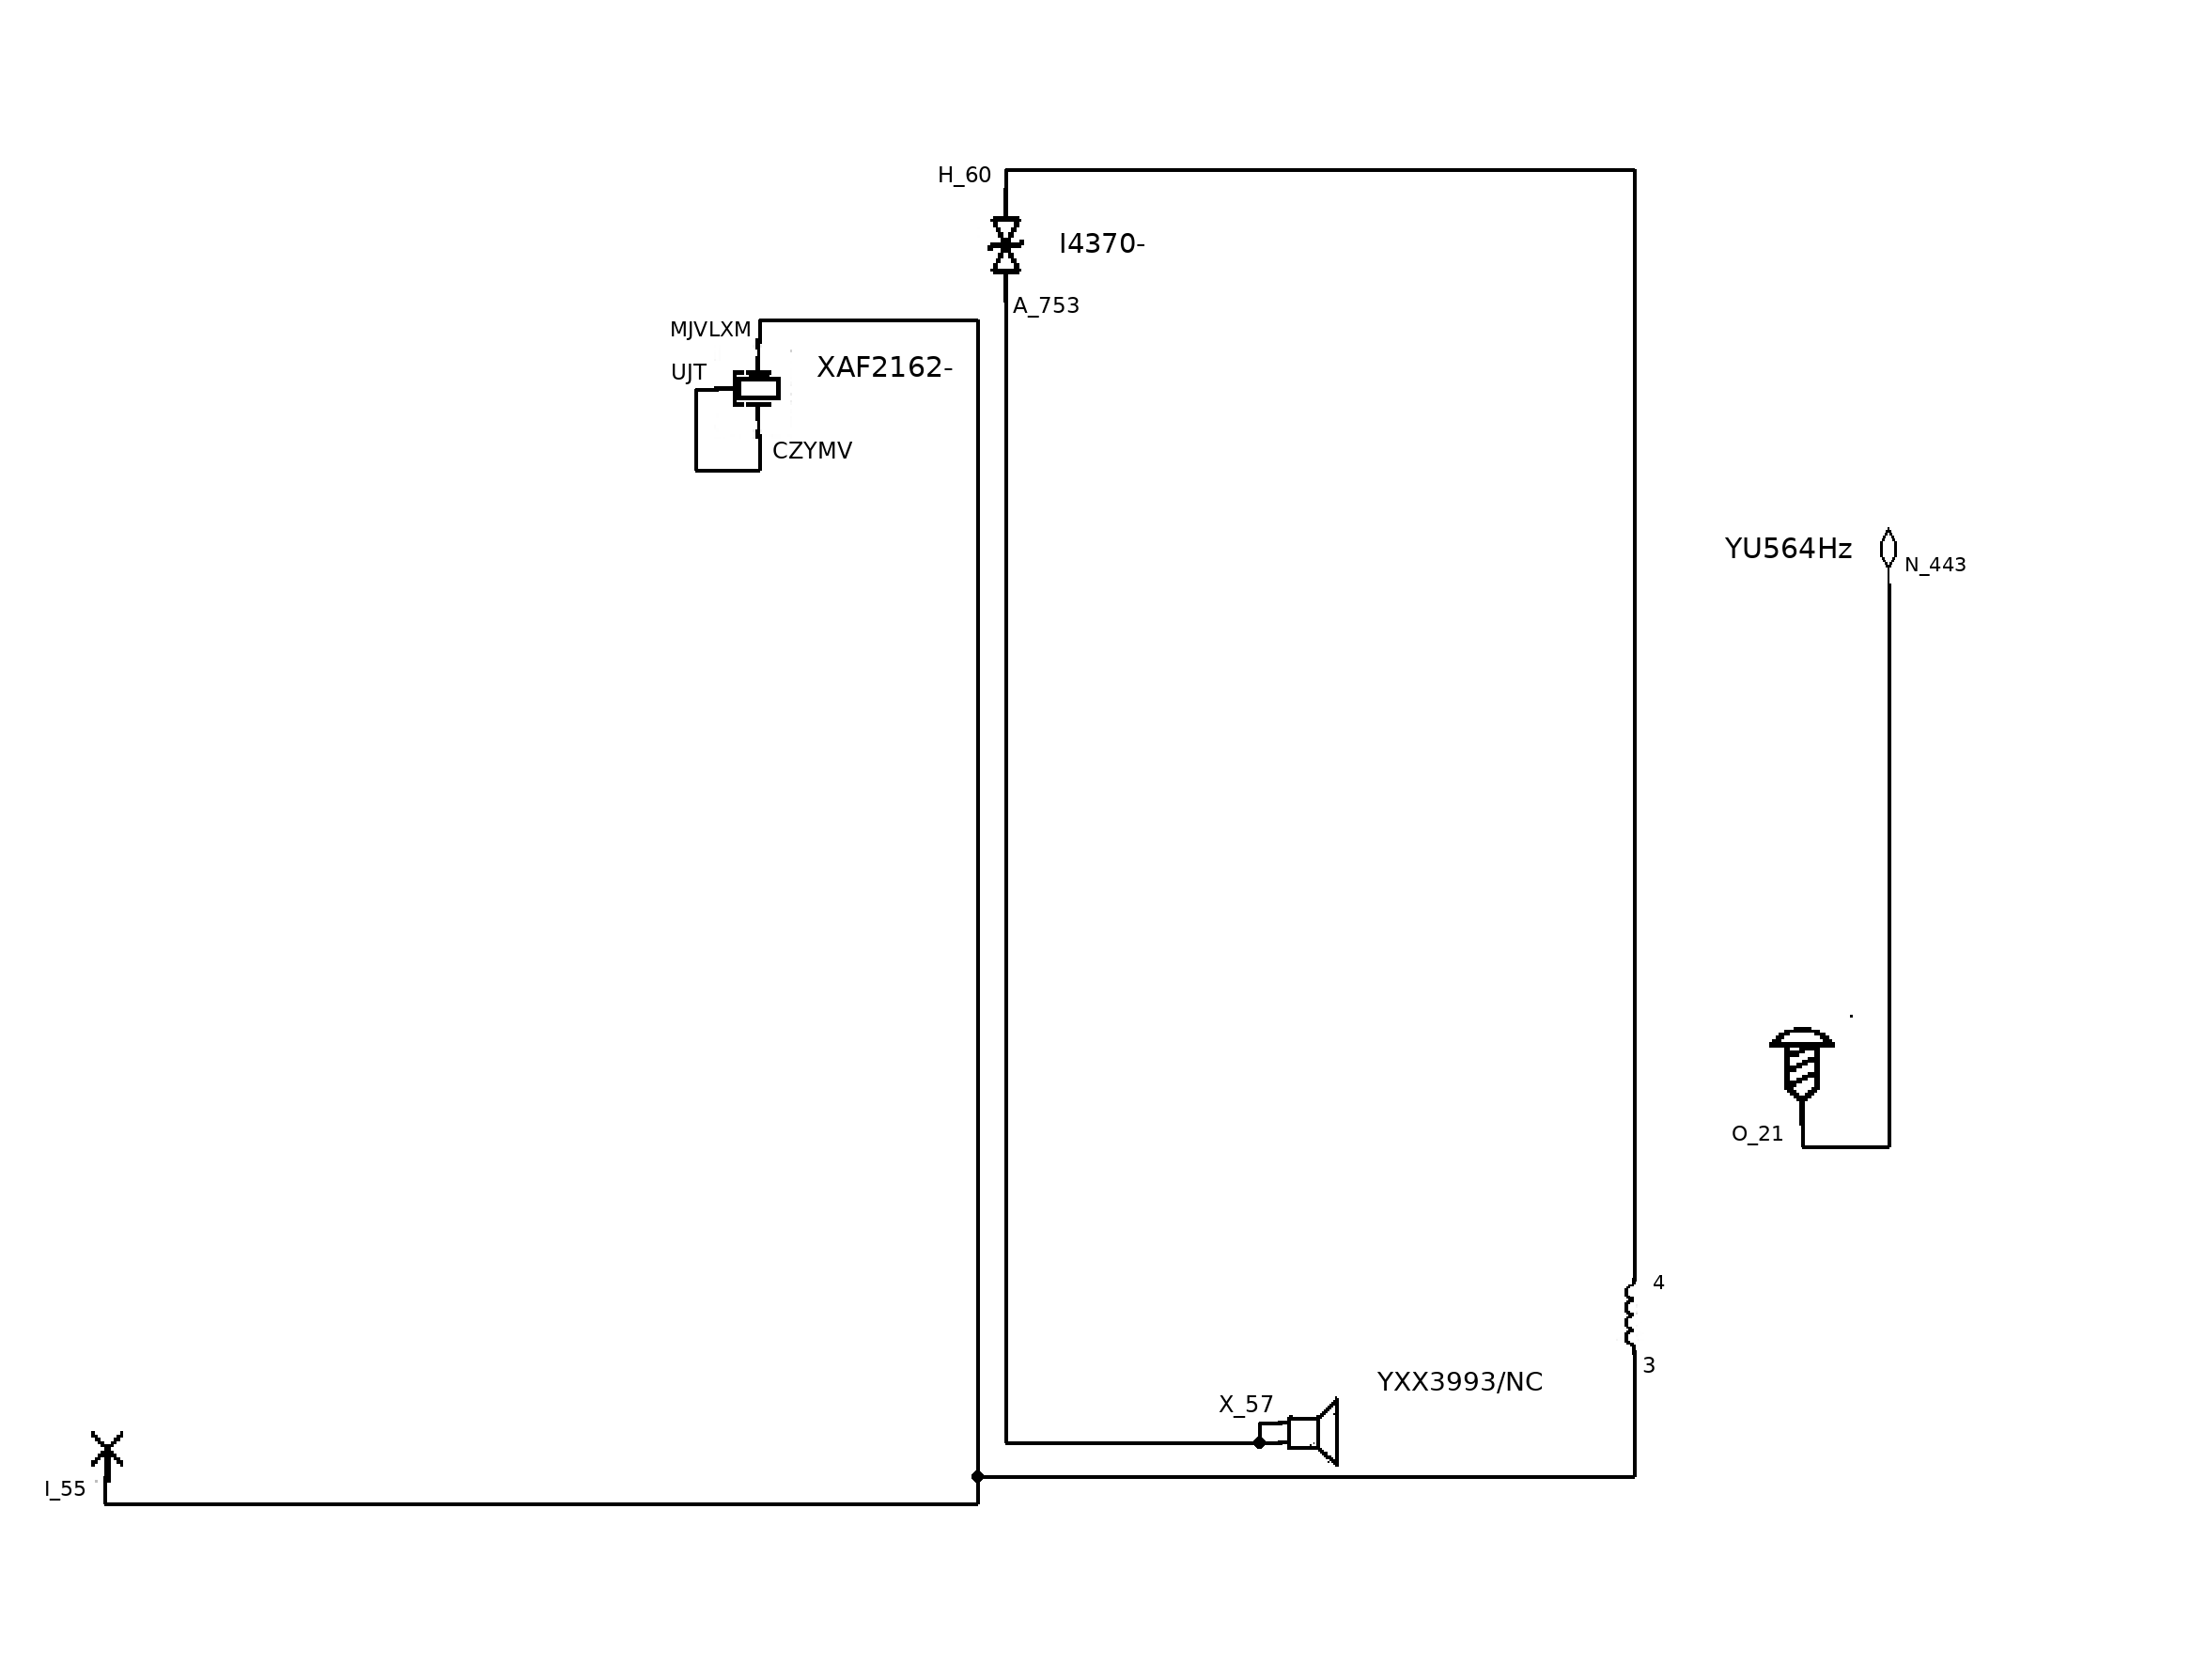 H_60
I4370-
A_753
MJVLXM
UJT
XAF2162-
CZYMV
YU564Hz
N_443
O_21
4
3
YXX3993/NC
X_57
I_55